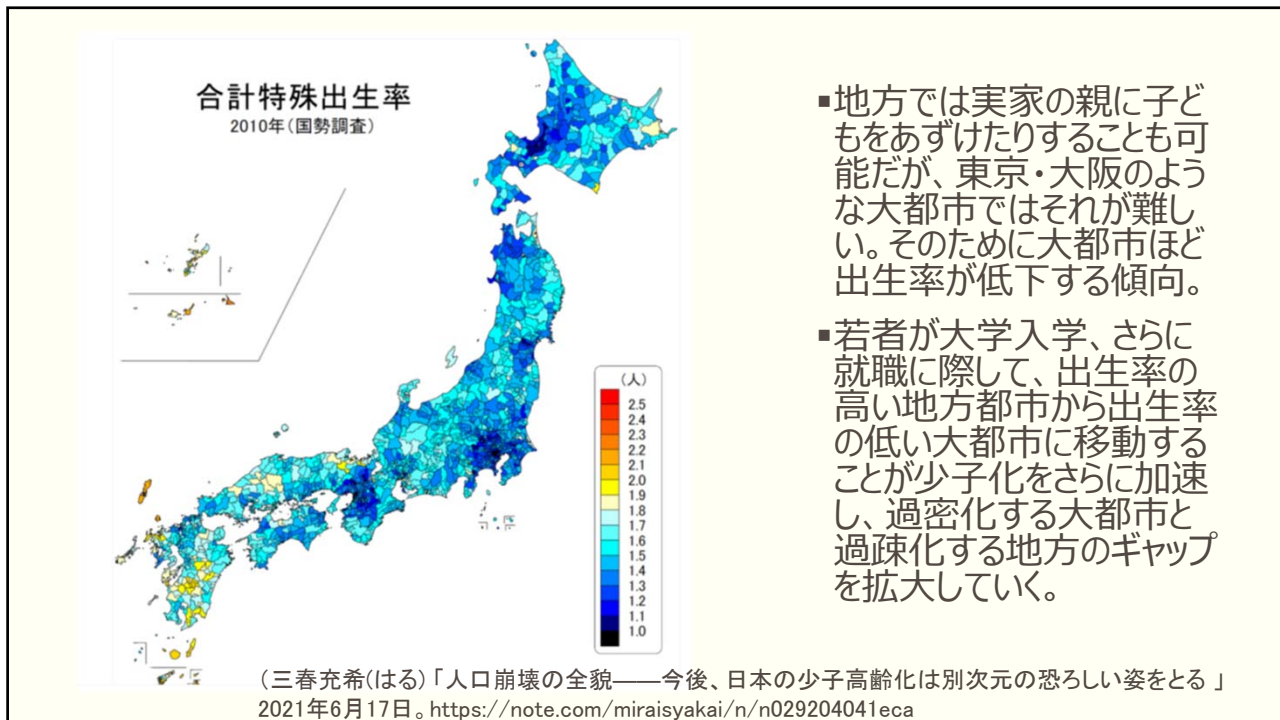 合計特殊出生率
2010年(国勢調査)
(人)
2.5
2.4
2.3
2.2
2.1
2.0
1.9
1.8
1.7
1.6
1.5
1.4
1.3
1.2
1.1
1.0
▪地方では実家の親に子ど
もをあずけたりすることも可
能だが、東京・大阪のよう
な大都市ではそれが難し
い。そのために大都市ほど
出生率が低下する傾向。
▪若者が大学入学、さらに
就職に際して、出生率の
高い地方都市から出生率
の低い大都市に移動する
ことが少子化をさらに加速
し、過密化する大都市と
過疎化する地方のギャップ
を拡大していく。
(三春充希(はる)「人口崩壊の全貌――今後、日本の少子高齢化は別次元の恐ろしい姿をとる 」
2021年6月17日。https://note.com/miraisyakai/n/n029204041eca